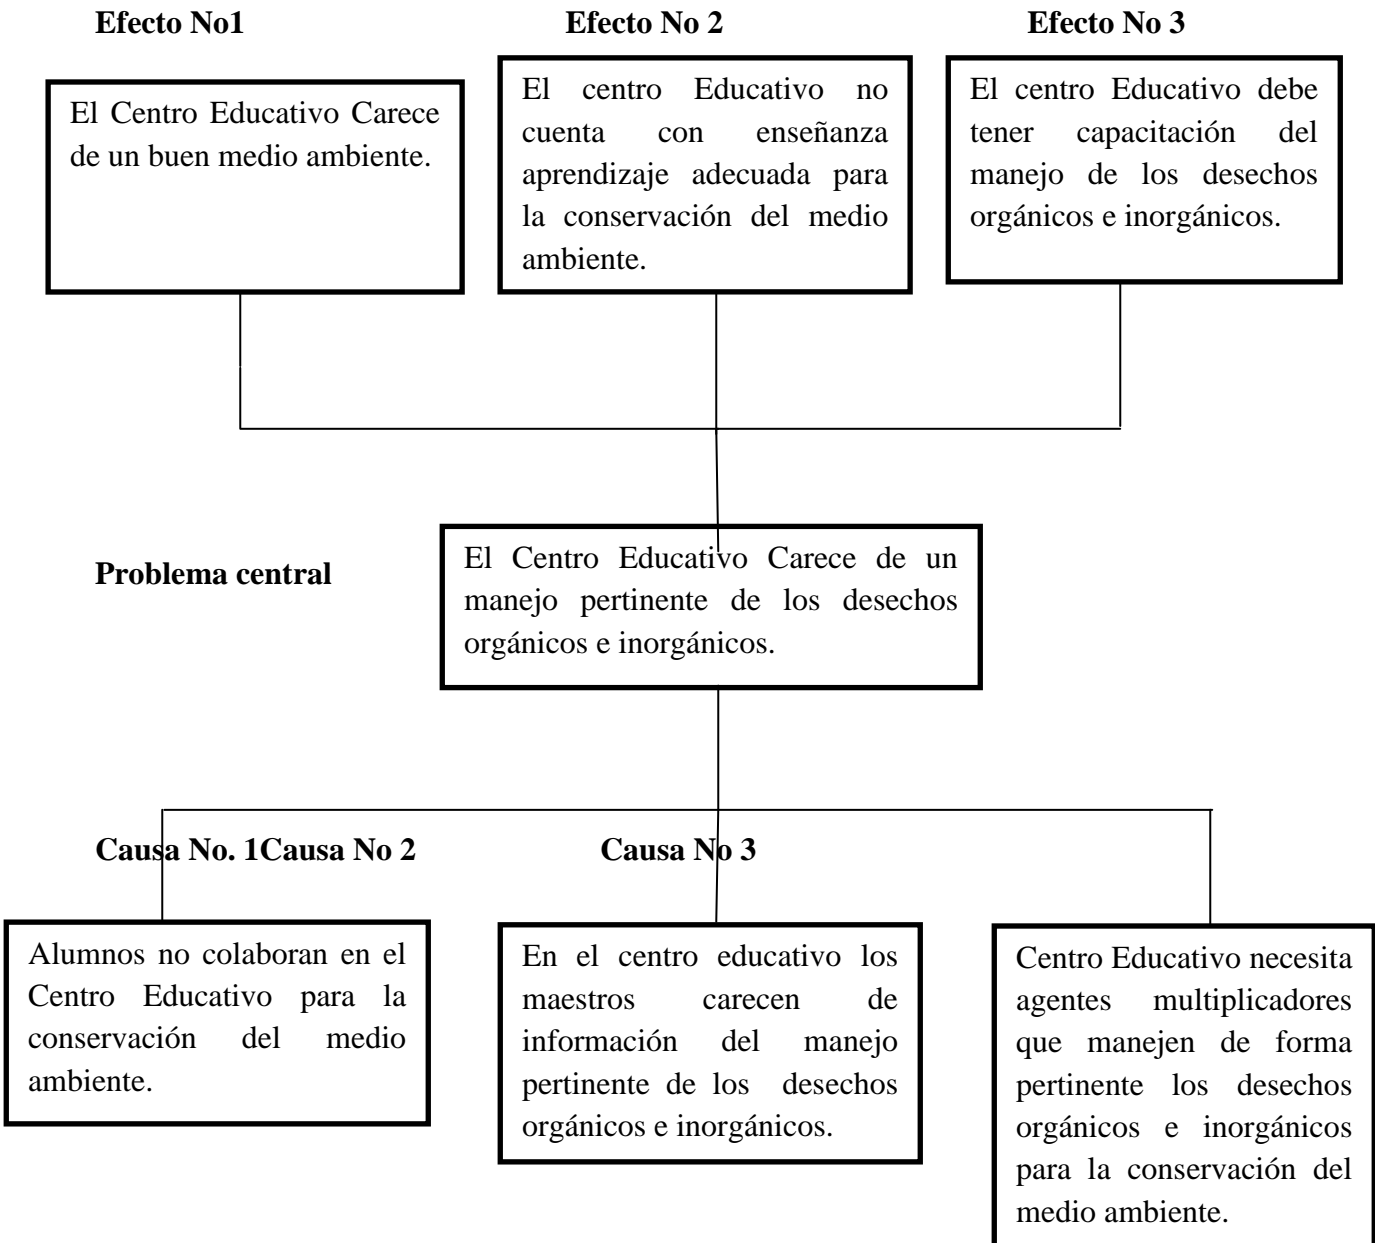 Efecto No1
Efecto No 2
Efecto No 3
El Centro Educativo Carece
de un buen medio ambiente.
El centro Educativo no
cuenta con enseñanza
aprendizaje adecuada para
la conservación del medio
ambiente.
El centro Educativo debe
tener capacitación del
manejo de los desechos
orgánicos e inorgánicos.
Problema central
El Centro Educativo Carece de un
manejo pertinente de los desechos
orgánicos e inorgánicos.
Causa No. 1Causa No 2
Causa No 3
Alumnos no colaboran en el
Centro Educativo para la
conservación del medio
ambiente.
En el centro educativo los
maestros carecen de
información del manejo
pertinente de los desechos
orgánicos e inorgánicos.
Centro Educativo necesita
agentes multiplicadores
que manejen de forma
pertinente los desechos
orgánicos e inorgánicos
para la conservación del
medio ambiente.